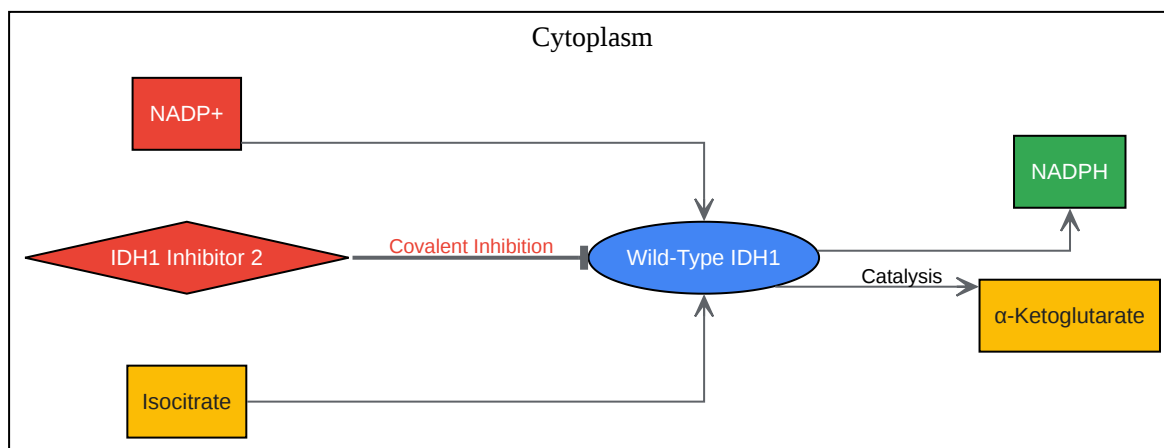 Cytoplasm
NADP+
NADPH
IDH1 Inhibitor 2
Covalent Inhibition
Wild-Type IDH1
Catalysis
α-Ketoglutarate
Isocitrate